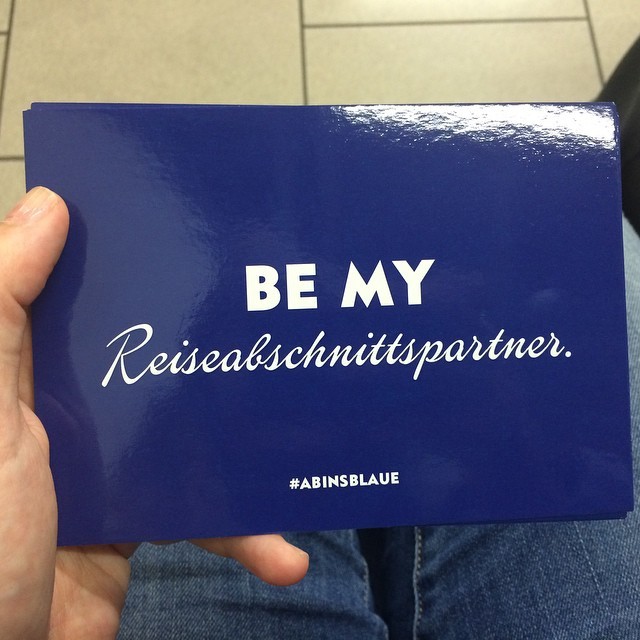 BE MY
Reiseabschnittspartner.
#ABINSBLAUE